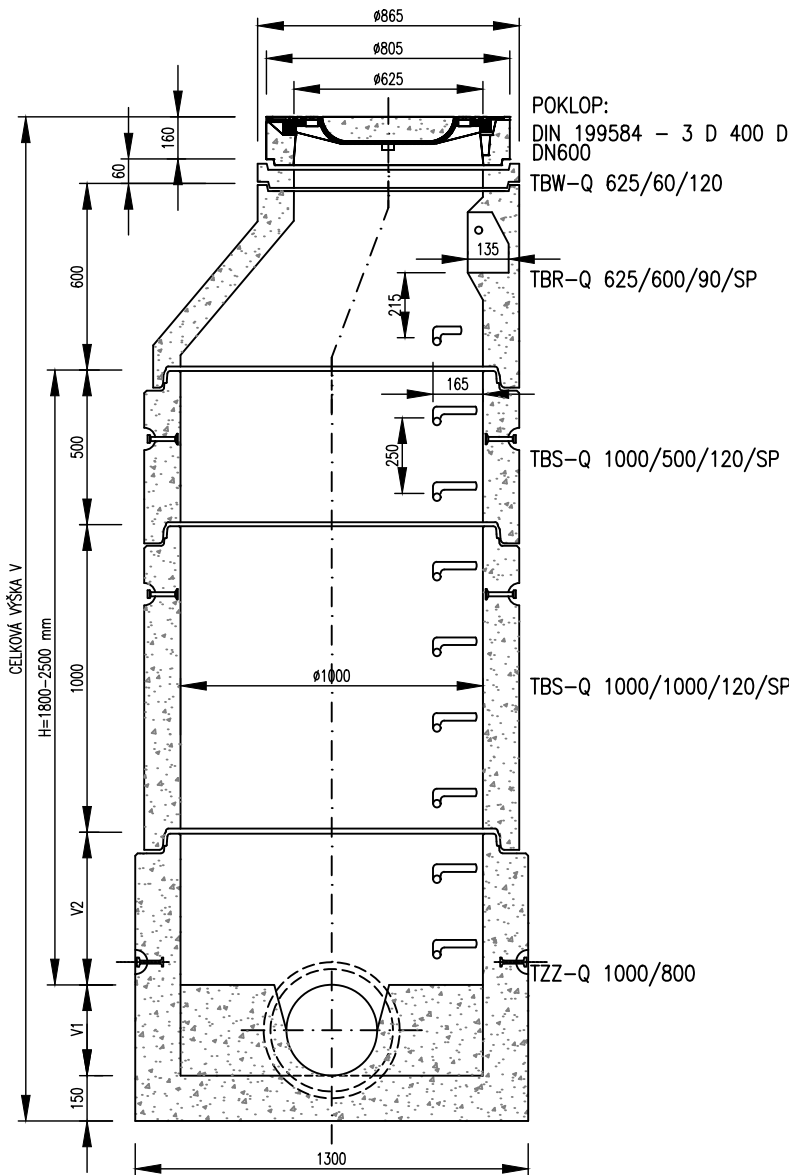 ø865
ø805
ø625
POKLOP:
DIN 199584 - 3 D 400 D
DN600
160
60
TBW-Q 625/60/120
135
600
TBR-Q 625/600/90/SP
215
165
500
250
TBS-Q 1000/500/120/SP
CELKOVÁ VÝŠKA V
H=1800-2500 mm
1000
ø1000
TBS-Q 1000/1000/120/SP
V2
TZZ-Q 1000/800
V1
150
1300